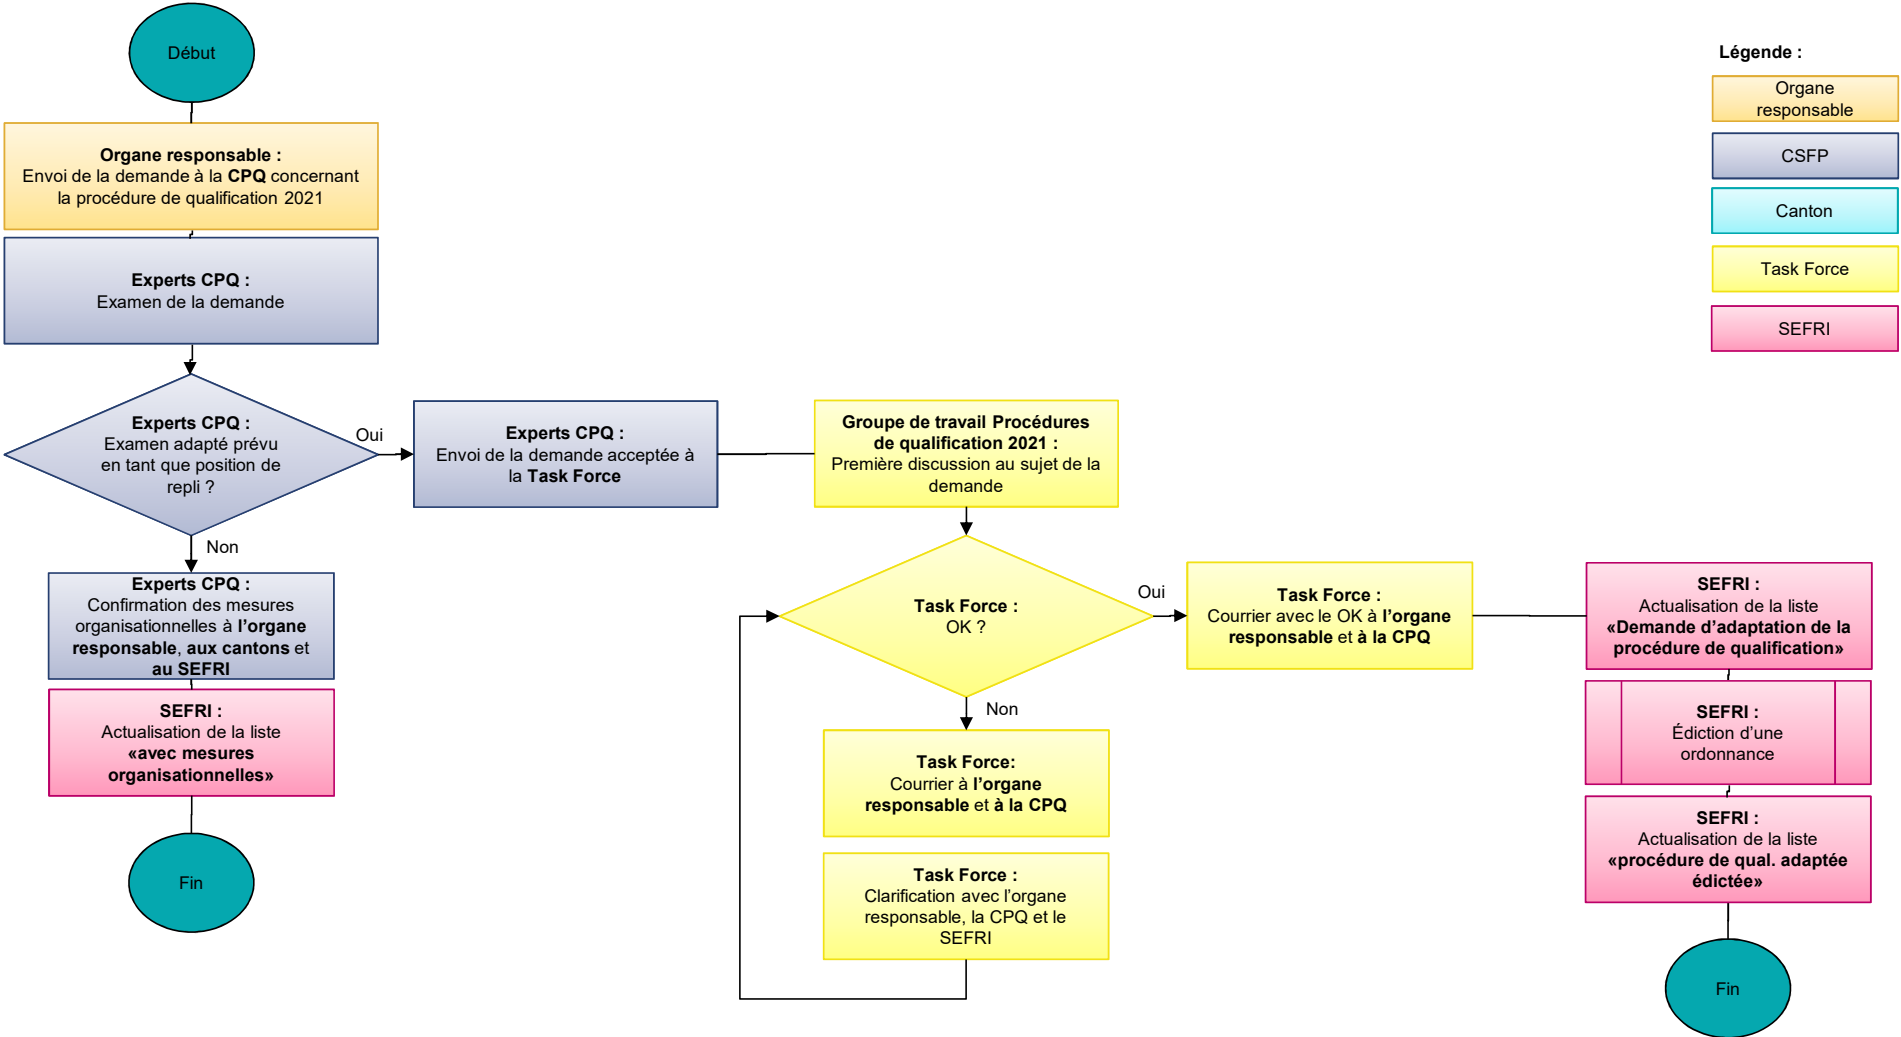 Début
Organe responsable :
Envoi de la demande à la CPQ concernant
la procédure de qualification 2021
Experts CPQ :
Examen de la demande
Experts CPQ :
Examen adapté prévu
en tant que position de
repli ?
Oui
Non
Experts CPQ :
Confirmation des mesures
organisationnelles à l’organe
responsable, aux cantons et
au SEFRI
SEFRI :
Actualisation de la liste
«avec mesures
organisationnelles»
Fin
Experts CPQ :
Envoi de la demande acceptée à
la Task Force
Groupe de travail Procédures
de qualification 2021 :
Première discussion au sujet de la
demande
Task Force :
OK ?
Oui
Non
Task Force:
Courrier à l’organe
responsable et à la CPQ
Task Force :
Clarification avec l’organe
responsable, la CPQ et le
SEFRI
Task Force :
Courrier avec le OK à l’organe
responsable et à la CPQ
SEFRI :
Actualisation de la liste
«Demande d’adaptation de la
procédure de qualification»
SEFRI :
Édiction d’une
ordonnance
SEFRI :
Actualisation de la liste
«procédure de qual. adaptée
édictée»
Fin
Légende :
Organe
responsable
CSFP
Canton
Task Force
SEFRI